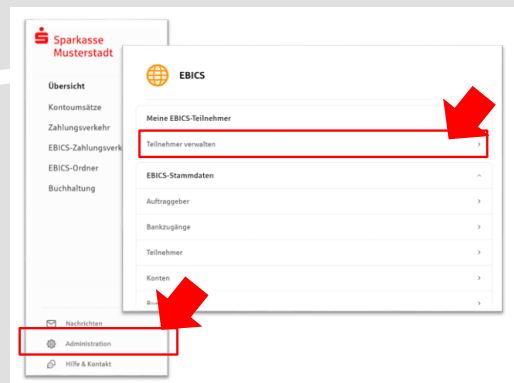 Sparkasse
Musterstadt
Übersicht
Kontoumsätze
Zahlungsverkehr
EBICS-Zahlungsverk
EBICS-Ordner
Buchhaltung
Nachrichten
Administration
Hilfe & Kontakt
EBICS
Meine EBICS-Teilnehmer
Teilnehmer verwalten
EBICS-Stammdaten
Auftraggeber
Bankzugänge
Teilnehmer
Konten